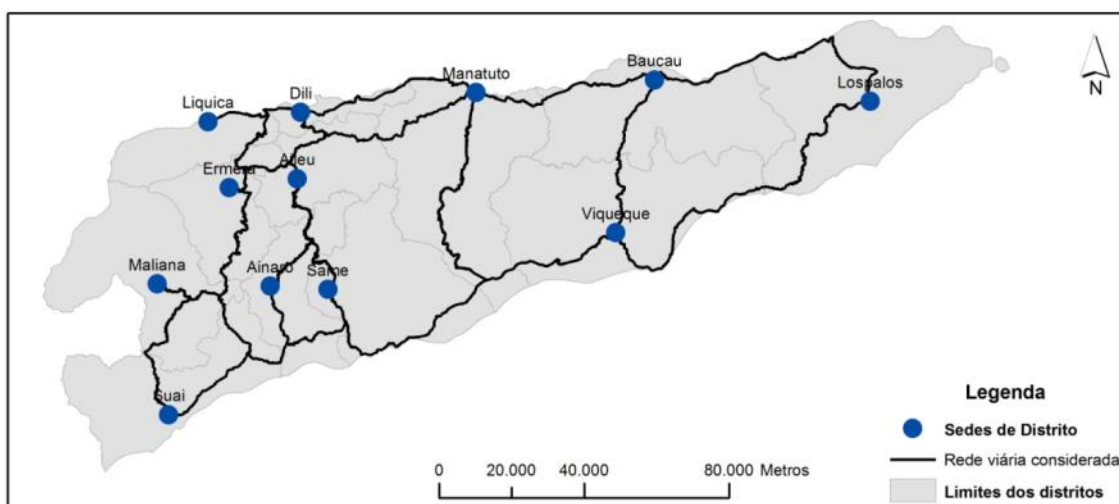 Baucau
Manatuto
Lospalos
Dili
Liquica
N
Aileu
Ermera
Viqueque
Maliana
Ainaro
Same
Suai
Legenda
Sedes de Distrito
Rede viária considerada
Limites dos distritos
0 20.000 40.000 80.000 Metros